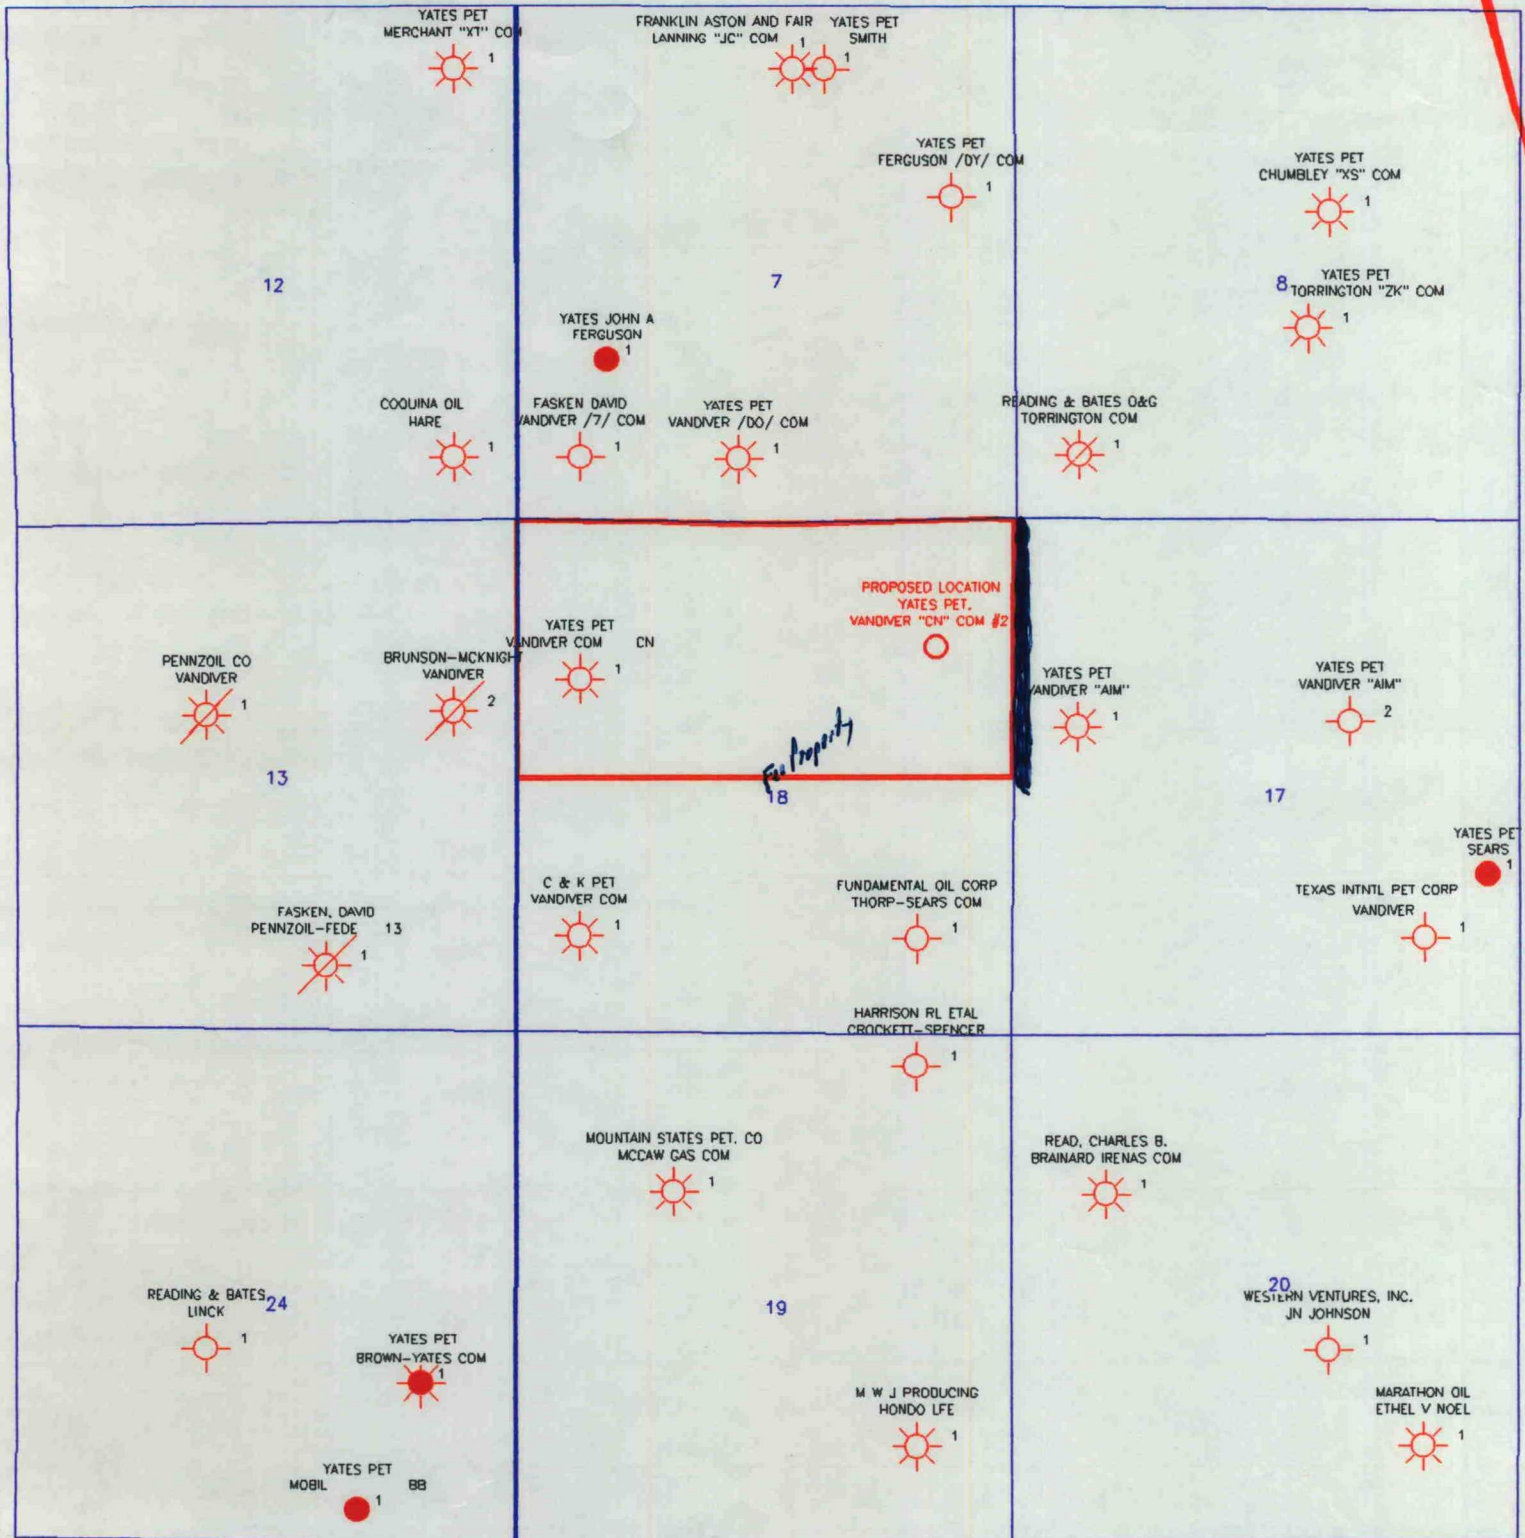 YATES PET
MERCHANT "XT" COM
1
FRANKLIN ASTON AND FAIR
LANNING "JC" COM
1
YATES PET
SMITH
1
YATES PET
FERGUSON /DY/ COM
1
YATES PET
CHUMBLEY "XS" COM
1
12
7
8
YATES PET
TORRINGTON "ZK" COM
1
YATES JOHN A
FERGUSON
1
COQUINA OIL
HARE
1
FASKEN DAVID
VANDIVER /7/ COM
1
YATES PET
VANDIVER /DO/ COM
1
READING & BATES O&G
TORRINGTON COM
1
PROPOSED LOCATION
YATES PET.
VANDIVER "CN" COM #2
YATES PET
VANDIVER COM CN
1
PENNZOIL CO
VANDIVER
1
BRUNSON-MCKNIGHT
VANDIVER
2
YATES PET
VANDIVER "AIM"
1
YATES PET
VANDIVER "AIM"
2
Fee Property
13
18
17
YATES PET
SEARS
1
C & K PET
VANDIVER COM
1
FUNDAMENTAL OIL CORP
THORP-SEARS COM
1
TEXAS INTNTL PET CORP
VANDIVER
1
FASKEN, DAVID
PENNZOIL-FEDE 13
1
HARRISON RL ETAL
CROCKETT-SPENCER
1
MOUNTAIN STATES PET. CO
MCCAW GAS COM
1
READ, CHARLES B.
BRAINARD IRENAS COM
1
READING & BATES
LINCK
1
24
19
20
WESTERN VENTURES, INC.
JN JOHNSON
1
YATES PET
BROWN-YATES COM
1
M W J PRODUCING
HONDO LFE
1
MARATHON OIL
ETHEL V NOEL
1
YATES PET
MOBIL BB
1